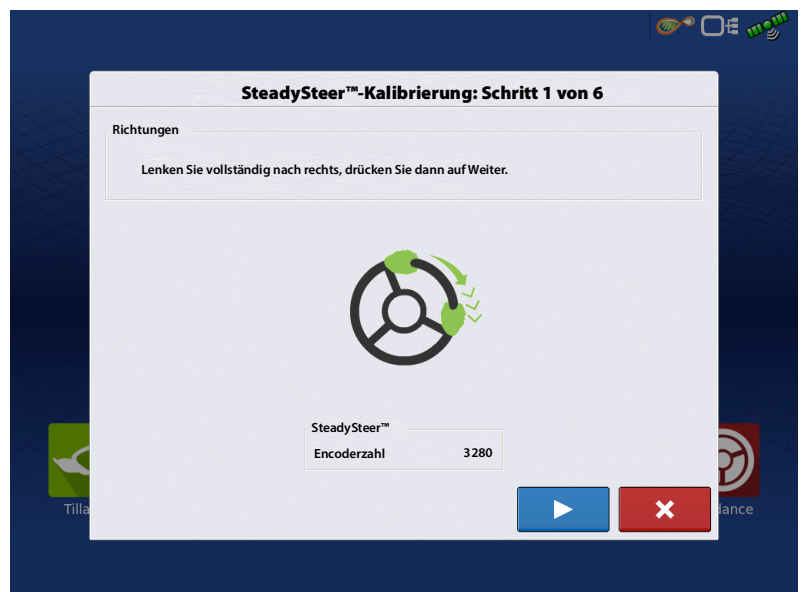 SteadySteer™-Kalibrierung: Schritt 1 von 6
Richtungen
Lenken Sie vollständig nach rechts, drücken Sie dann auf Weiter.
SteadySteer™
Encoderzahl 3280
Tilla
dance